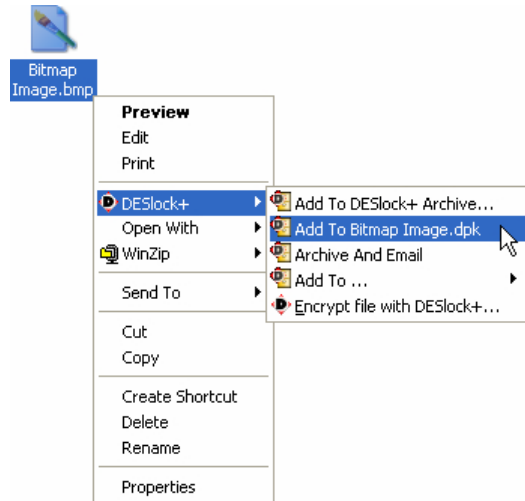 Bitmap
Image.bmp
Preview
Edit
Print
DESlock+
Open With
WinZip
Send To
Cut
Copy
Create Shortcut
Delete
Rename
Properties
Add To DESlock+ Archive...
Add To Bitmap Image.dpk
Archive And Email
Add To ...
Encrypt file with DESlock+...